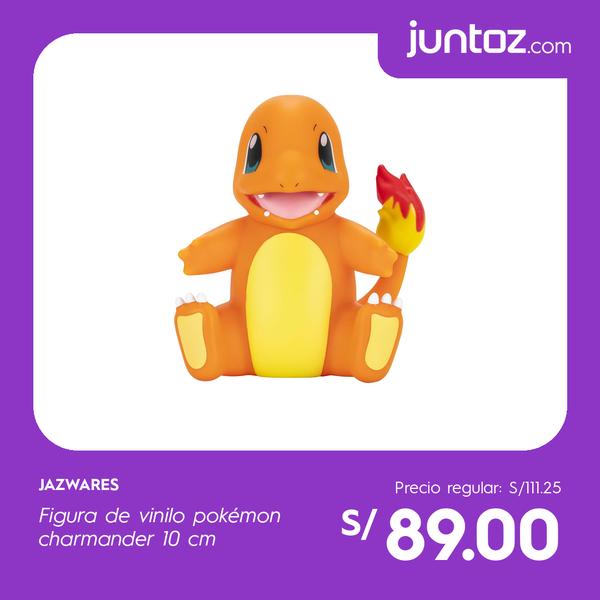 juntoz.com
JAZWARES
Figura de vinilo pokémon
charmander 10 cm
Precio regular: S/111.25
S/89.00